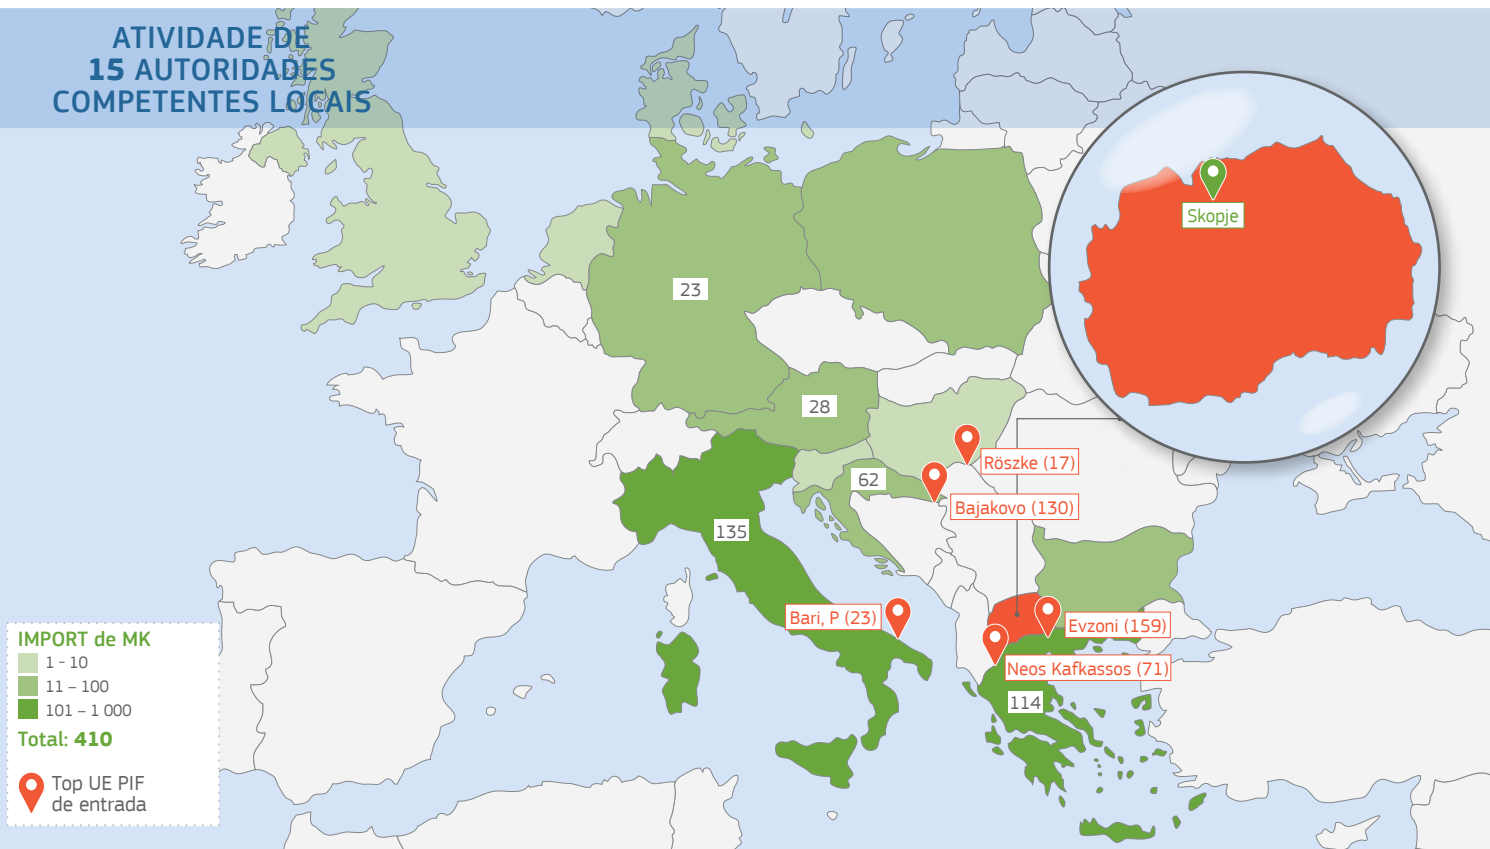 ATIVIDADE DE
15 AUTORIDADES
COMPETENTES LOCAIS
Skopje
23
28
Röszke (17)
62
Bajakovo (130)
135
Bari, P (23)
Evzoni (159)
Neos Kafkassos (71)
114
IMPORT de MK
1 - 10
11 – 100
101 – 1 000
Total: 410
Top UE PIF
de entrada